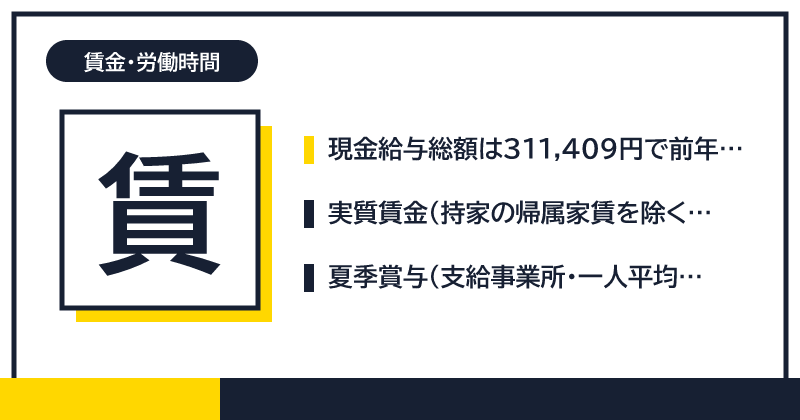 賃金・労働時間
賃
現金給与総額は311,409円で前年…
実質賃金(持家の帰属家賃を除く…
夏季賞与(支給事業所・一人平均…